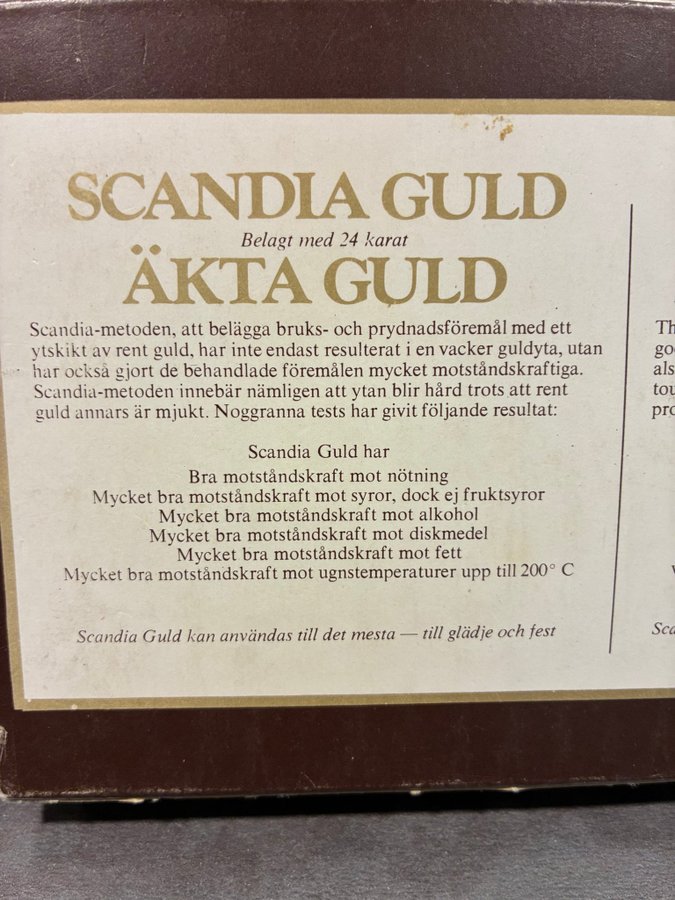 SCANDIA GULD
Belagt med 24 karat
ÄKTA GULD
Scandia-metoden, att belägga bruks- och prydnadsföremål med ett
ytskikt av rent guld, har inte endast resulterat i en vacker guldyta, utan
har också gjort de behandlade föremålen mycket motståndskraftiga.
Scandia-metoden innebär nämligen att ytan blir hård trots att rent
guld annars är mjukt. Noggranna tests har givit följande resultat:
Scandia Guld har
Bra motståndskraft mot nötning
Mycket bra motståndskraft mot syror, dock ej fruktsyror
Mycket bra motståndskraft mot alkohol
Mycket bra motståndskraft mot diskmedel
Mycket bra motståndskraft mot fett
Mycket bra motståndskraft mot ugnstemperaturer upp till 200° C
Scandia Guld kan användas till det mesta — till glädje och fest